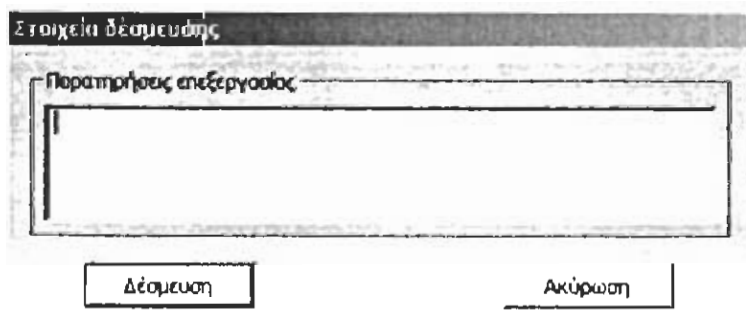 Στοιχεία δέσμευσης
Παρατηρήσεις επεξεργασίας
Δέσμευση
Ακύρωση